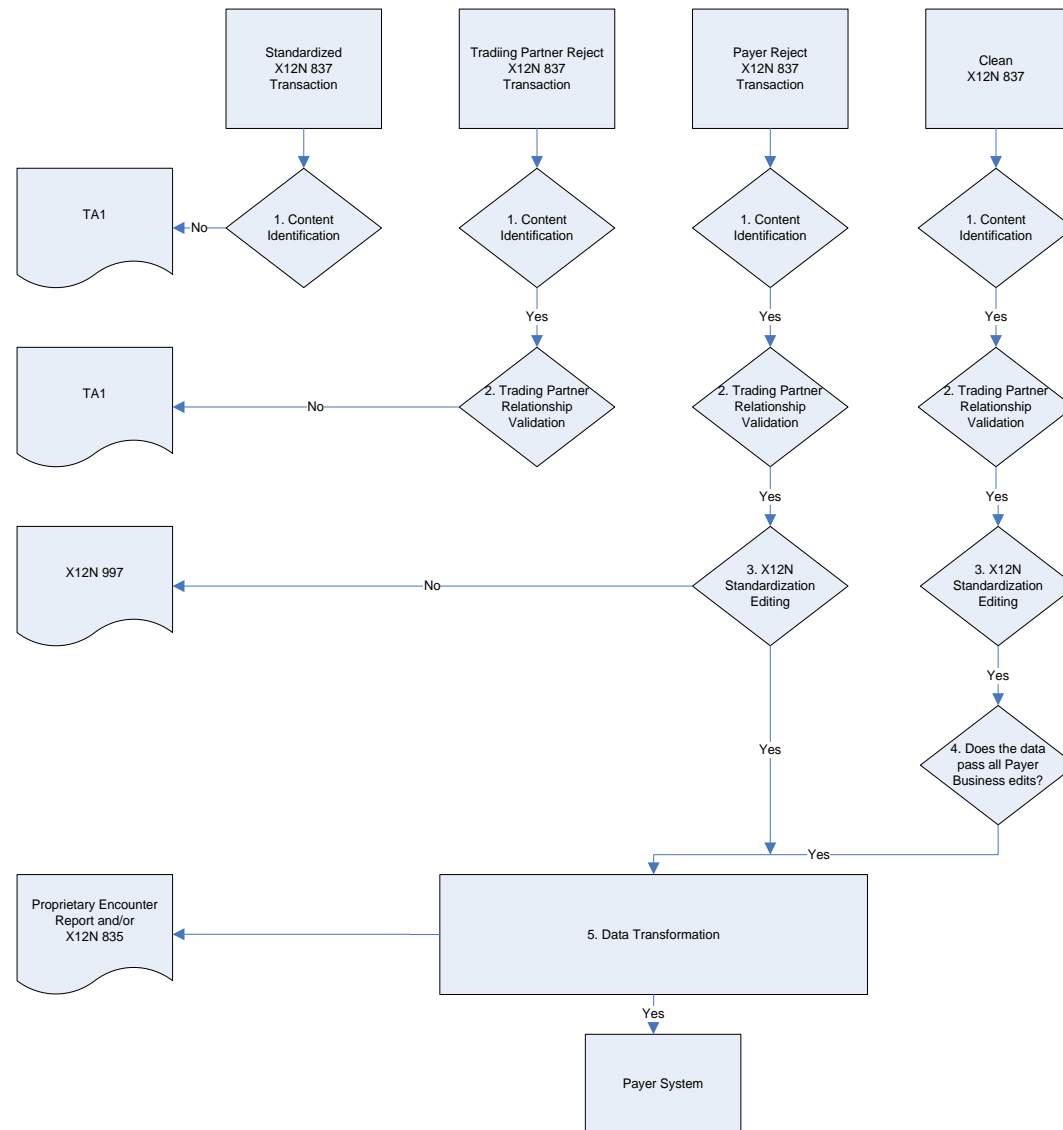 Standardized
X12N 837
Transaction
Tradiing Partner Reject
X12N 837
Transaction
Payer Reject
X12N 837
Transaction
Clean
X12N 837
TA1
No
1. Content
Identification
1. Content
Identification
1. Content
Identification
1. Content
Identification
Yes
Yes
Yes
TA1
No
2. Trading Partner
Relationship
Validation
2. Trading Partner
Relationship
Validation
2. Trading Partner
Relationship
Validation
Yes
Yes
X12N 997
No
3. X12N
Standardization
Editing
3. X12N
Standardization
Editing
Yes
Yes
4. Does the data
pass all Payer
Business edits?
Yes
Proprietary Encounter
Report and/or
X12N 835
5. Data Transformation
Yes
Payer System